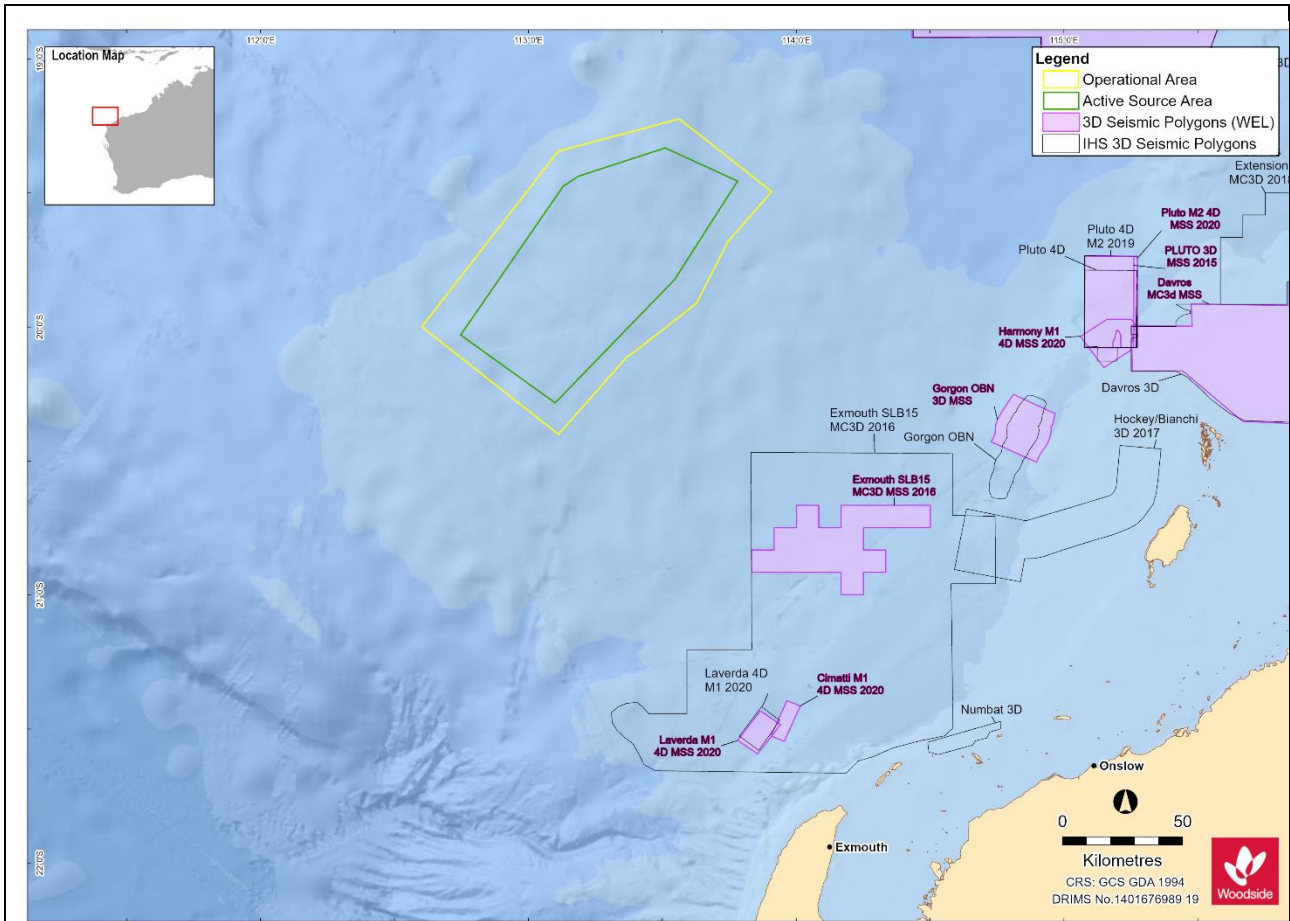 112°0'E
113°0'E
114°0'E
115°0'E
19°0'S
20°0'S
21°0'S
22°0'S
Location Map
Legend
Operational Area
Active Source Area
3D Seismic Polygons (WEL)
IHS 3D Seismic Polygons
3D
Extension
MC3D 2018
Pluto 4D
M2 2019
Pluto M2 4D
MSS 2020
Pluto 4D
PLUTO 3D
MSS 2015
Davros
MC3d MSS
Harmony M1
4D MSS 2020
Davros 3D
Gorgon OBN
3D MSS
Exmouth SLB15
MC3D 2016
Gorgon OBN
Hockey/Bianchi
3D 2017
Exmouth SLB15
MC3D MSS 2016
Laverda 4D
M1 2020
Cimatti M1
4D MSS 2020
Laverda M1
4D MSS 2020
Numbat 3D
Onslow
Exmouth
0 50
Kilometres
CRS: GCS GDA 1994
DRIMS No.1401676989 19
Woodside